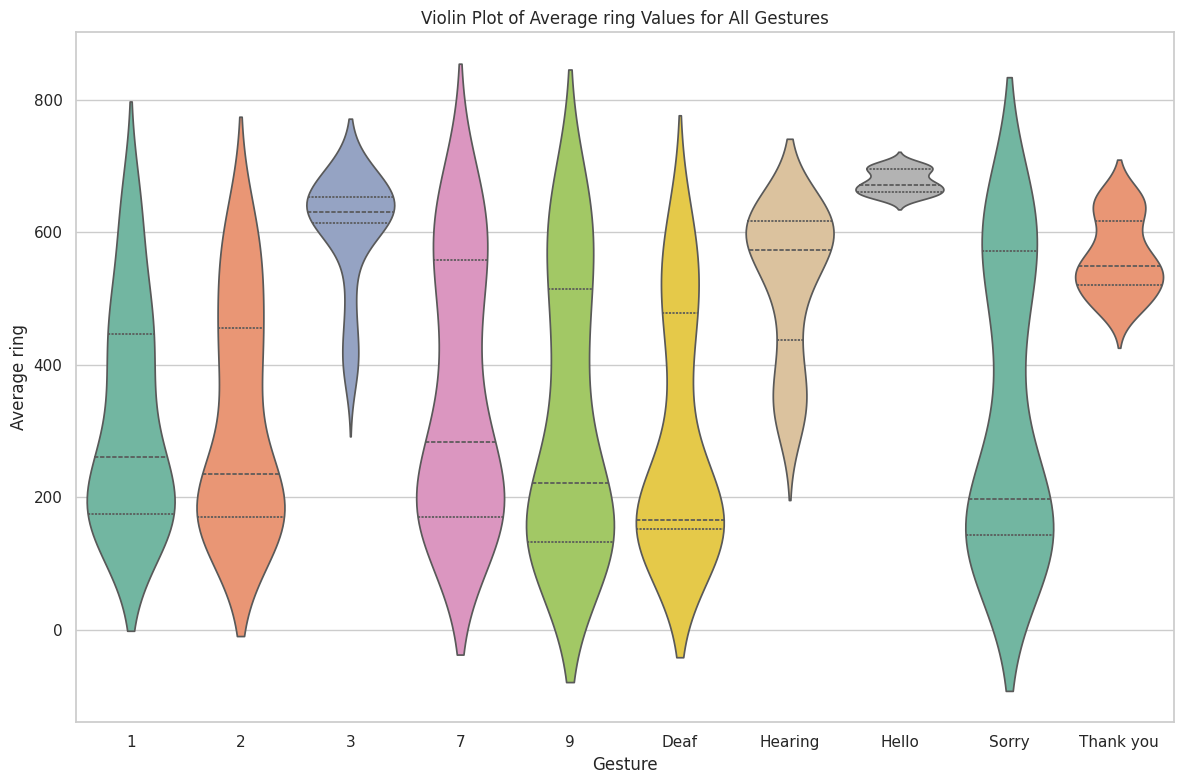 Violin Plot of Average ring Values for All Gestures
Average ring
800
600
400
200
0
1 2 3 7 9 Deaf Hearing Hello Sorry Thank you
Gesture